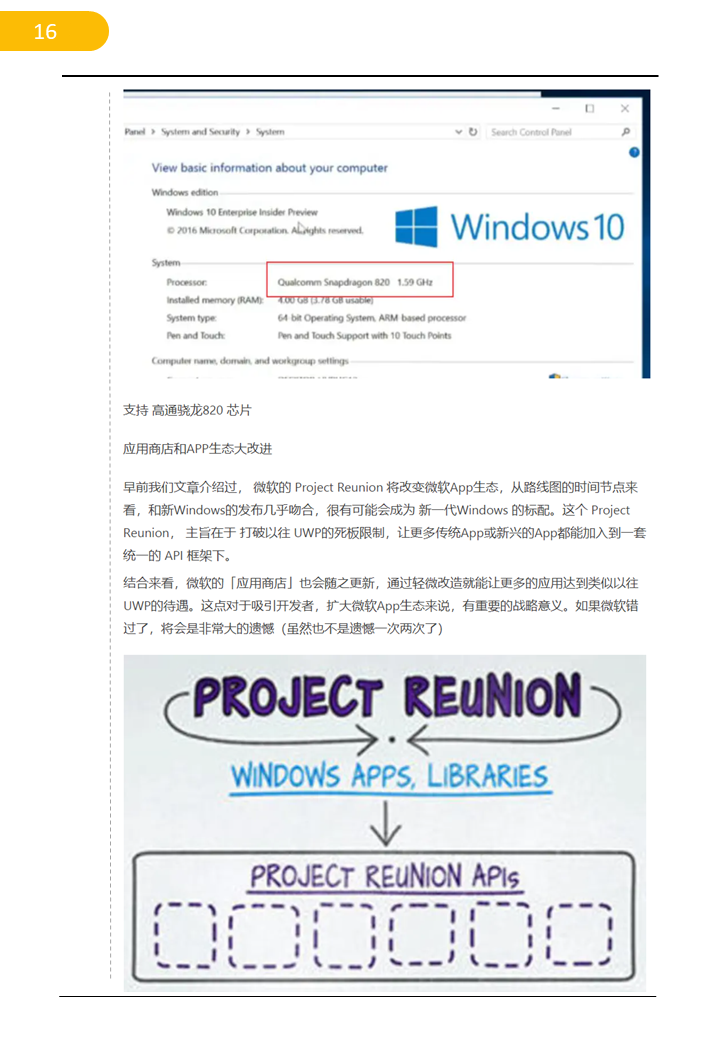 16
Panel > System and Security > System
Search Control Panel
View basic information about your computer
Windows edition
Windows 10 Enterprise Insider Preview
© 2016 Microsoft Corporation. All rights reserved.
Windows 10
System
Processor: Qualcomm Snapdragon 820 1.59 GHz
Installed memory (RAM): 4.00 GB (3.78 GB usable)
System type: 64-bit Operating System, ARM-based processor
Pen and Touch: Pen and Touch Support with 10 Touch Points
Computer name, domain, and workgroup settings
支持 高通骁龙820 芯片
应用商店和APP生态大改进
早前我们文章介绍过， 微软的 Project Reunion 将改变微软App生态，从路线图的时间节点来
看，和新Windows的发布几乎吻合，很有可能会成为 新一代Windows 的标配。这个 Project
Reunion， 主旨在于 打破以往 UWP的死板限制，让更多传统App或新兴的App都能加入到一套
统一的 API 框架下。
结合来看，微软的「应用商店」也会随之更新，通过轻微改造就能让更多的应用达到类似以往
UWP的待遇。这点对于吸引开发者，扩大微软App生态来说，有重要的战略意义。如果微软错
过了，将会是非常大的遗憾（虽然也不是遗憾一次两次了）
PROJECT REUNION
WINDOWS APPS, LIBRARIES
PROJECT REUNION APIs